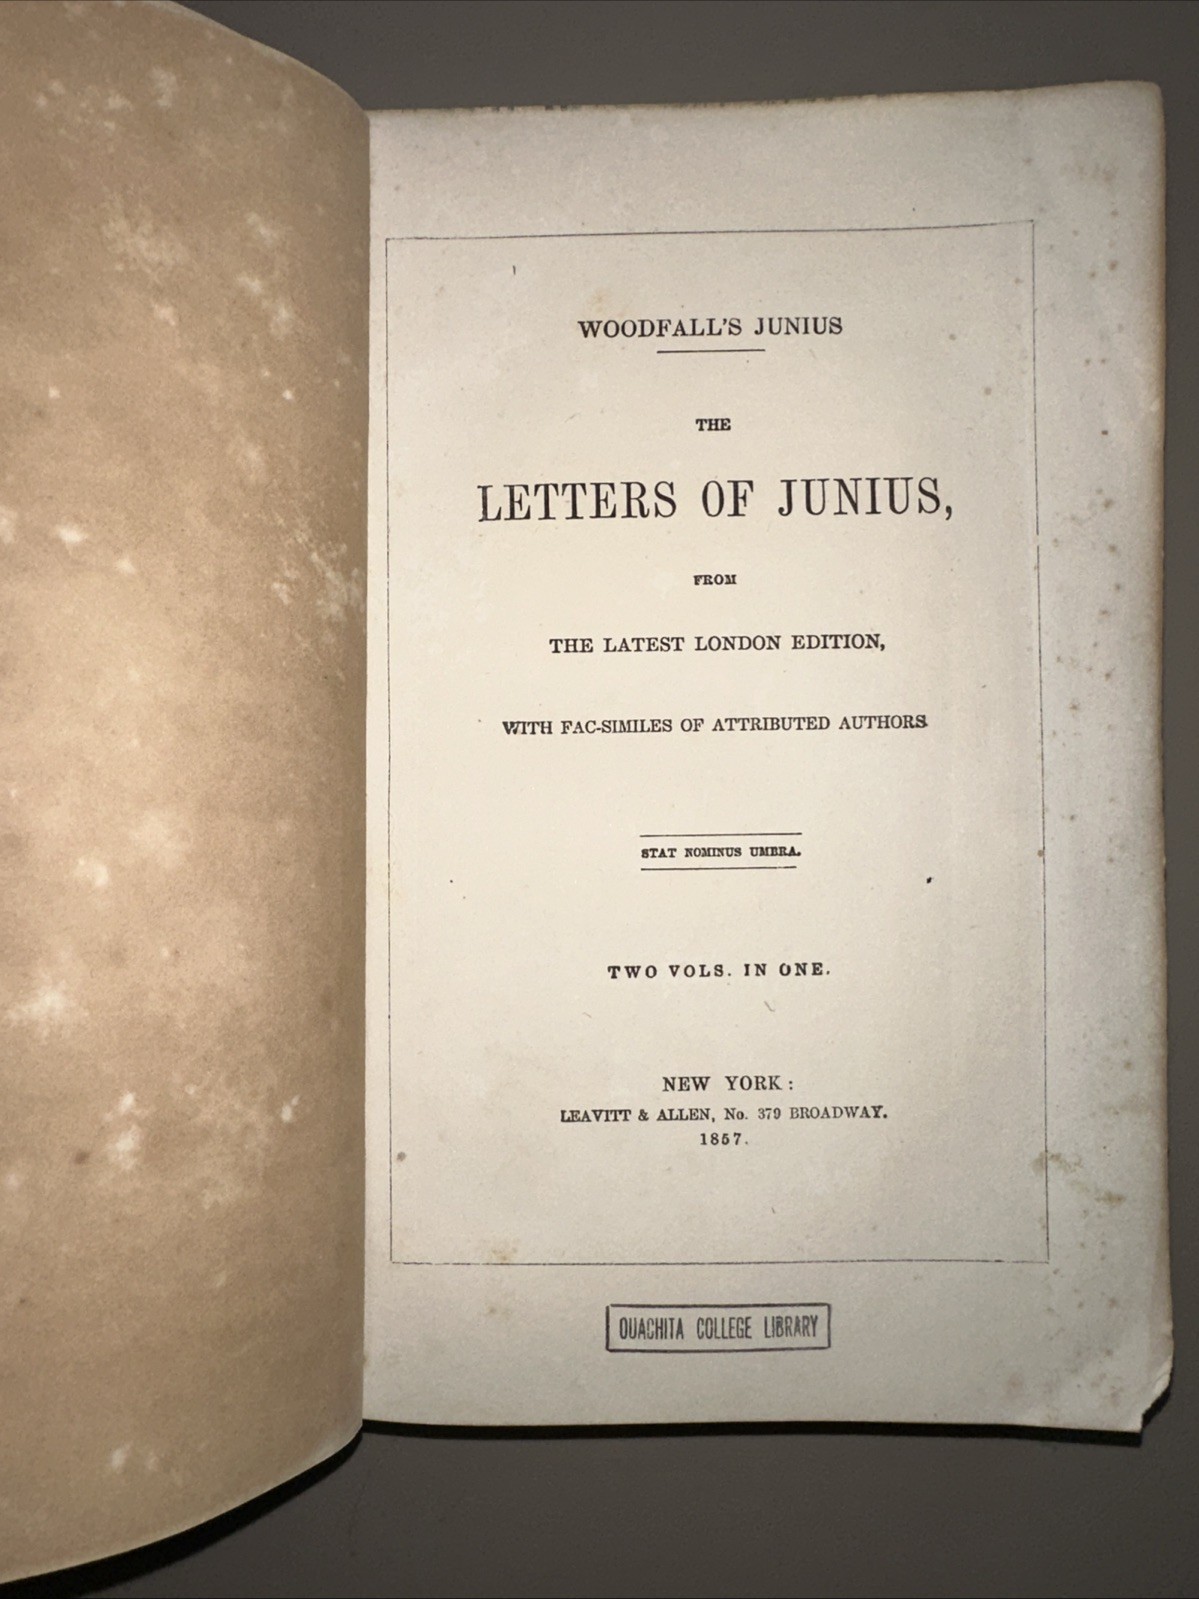 WOODFALL'S JUNIUS
THE
LETTERS OF JUNIUS,
FROM
THE LATEST LONDON EDITION,
WITH FAC-SIMILES OF ATTRIBUTED AUTHORS
STAT NOMINUS UMBRA.
TWO VOLS. IN ONE.
NEW YORK:
LEAVITT & ALLEN, No. 379 BROADWAY.
1857.
OUACHITA COLLEGE LIBRARY